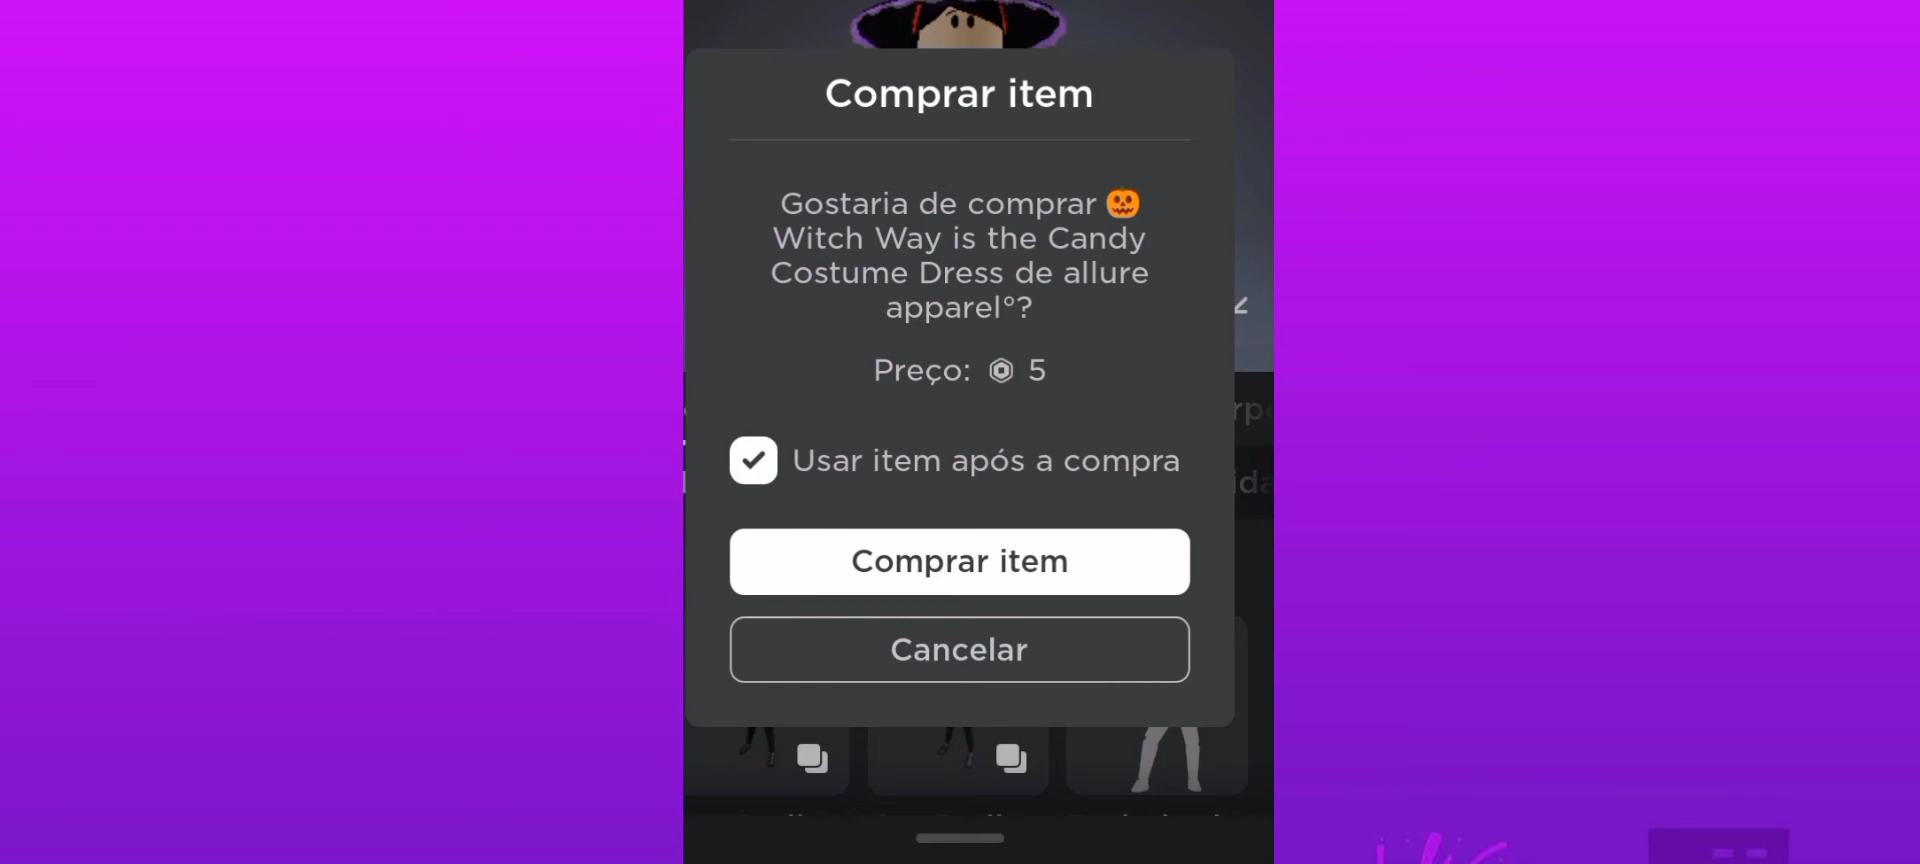 Comprar item
Gostaria de comprar 🎃
Witch Way is the Candy
Costume Dress de allure
apparel°?
Preço: 5
Usar item após a compra
Comprar item
Cancelar